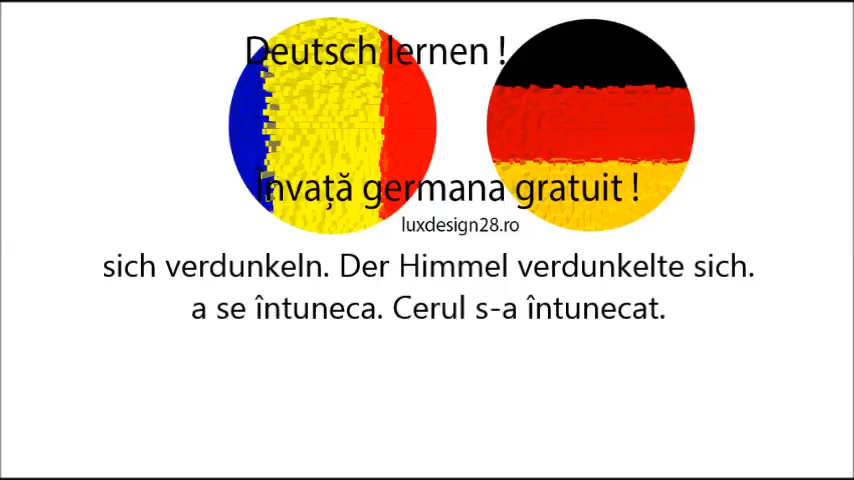 Deutsch lernen !
Învață germana gratuit !
luxdesign28.ro
sich verdunkeln. Der Himmel verdunkelte sich.
a se întuneca. Cerul s-a întunecat.